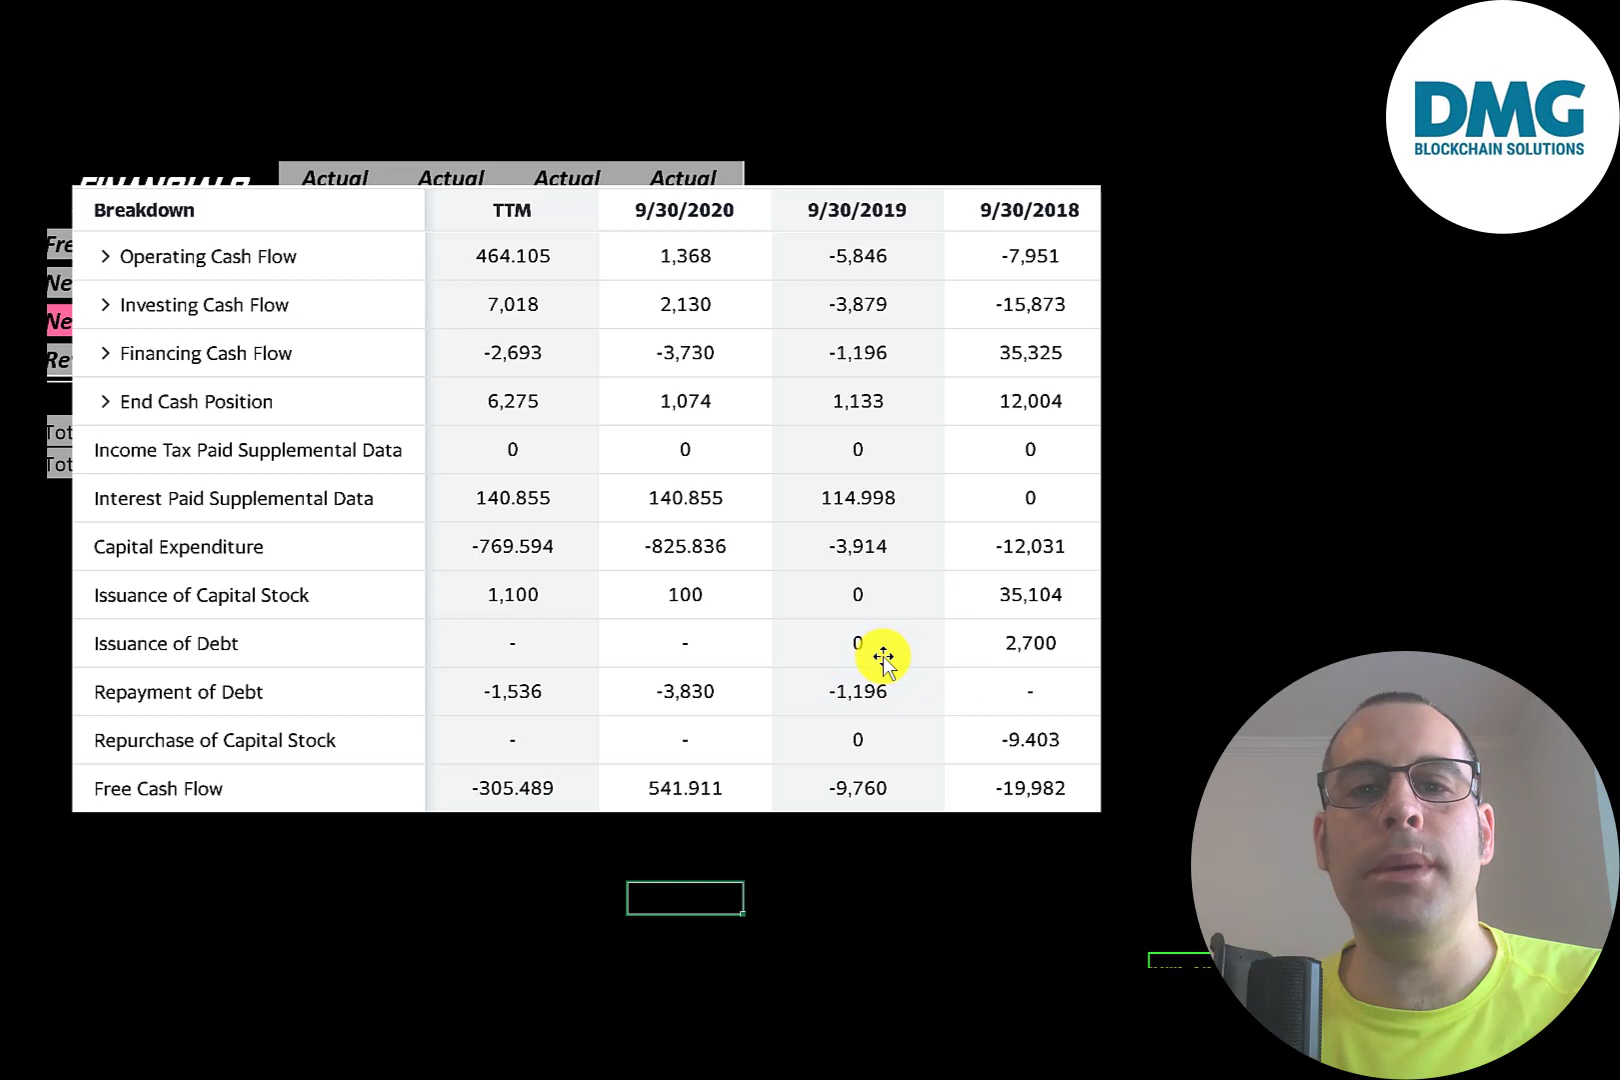 DMG
BLOCKCHAIN SOLUTIONS
FINANCIALS Actual Actual Actual Actual
Breakdown TTM 9/30/2020 9/30/2019 9/30/2018
Fre
> Operating Cash Flow 464.105 1,368 -5,846 -7,951
Ne
> Investing Cash Flow 7,018 2,130 -3,879 -15,873
Ne
> Financing Cash Flow -2,693 -3,730 -1,196 35,325
Re
> End Cash Position 6,275 1,074 1,133 12,004
Tot
Income Tax Paid Supplemental Data 0 0 0 0
Tot
Interest Paid Supplemental Data 140.855 140.855 114.998 0
Capital Expenditure -769.594 -825.836 -3,914 -12,031
Issuance of Capital Stock 1,100 100 0 35,104
Issuance of Debt - - 0 2,700
Repayment of Debt -1,536 -3,830 -1,196 -
Repurchase of Capital Stock - - 0 -9.403
Free Cash Flow -305.489 541.911 -9,760 -19,982